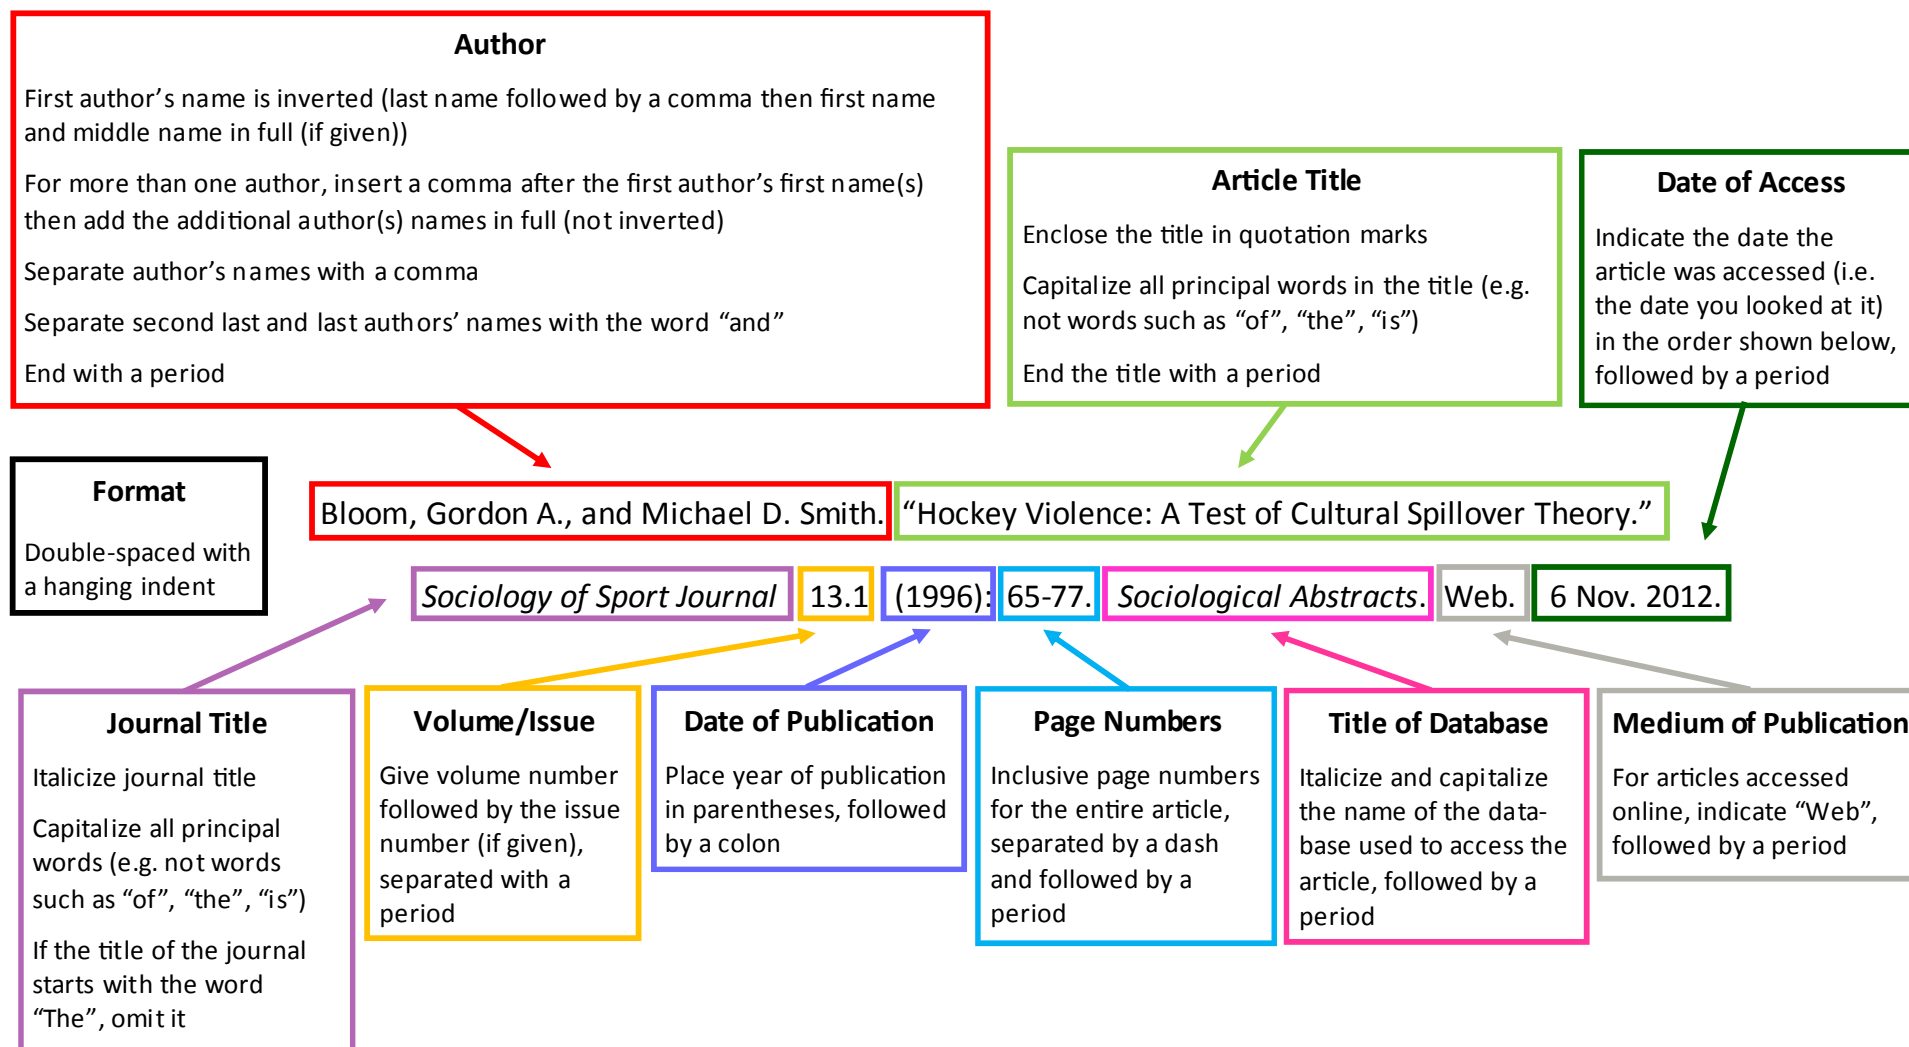 Author
First author’s name is inverted (last name followed by a comma then first name
and middle name in full (if given))
For more than one author, insert a comma after the first author’s first name(s)
then add the additional author(s) names in full (not inverted)
Separate author’s names with a comma
Separate second last and last authors’ names with the word “and”
End with a period
Article Title
Enclose the title in quotation marks
Capitalize all principal words in the title (e.g.
not words such as “of”, “the”, “is”)
End the title with a period
Date of Access
Indicate the date the
article was accessed (i.e.
the date you looked at it)
in the order shown below,
followed by a period
Format
Double-spaced with
a hanging indent
Bloom, Gordon A., and Michael D. Smith. “Hockey Violence: A Test of Cultural Spillover Theory.”
Sociology of Sport Journal 13.1 (1996): 65-77. Sociological Abstracts. Web. 6 Nov. 2012.
Journal Title
Italicize journal title
Capitalize all principal
words (e.g. not words
such as “of”, “the”, “is”)
If the title of the journal
starts with the word
“The”, omit it
Volume/Issue
Give volume number
followed by the issue
number (if given),
separated with a
period
Date of Publication
Place year of publication
in parentheses, followed
by a colon
Page Numbers
Inclusive page numbers
for the entire article,
separated by a dash
and followed by a
period
Title of Database
Italicize and capitalize
the name of the data-
base used to access the
article, followed by a
period
Medium of Publication
For articles accessed
online, indicate “Web”,
followed by a period